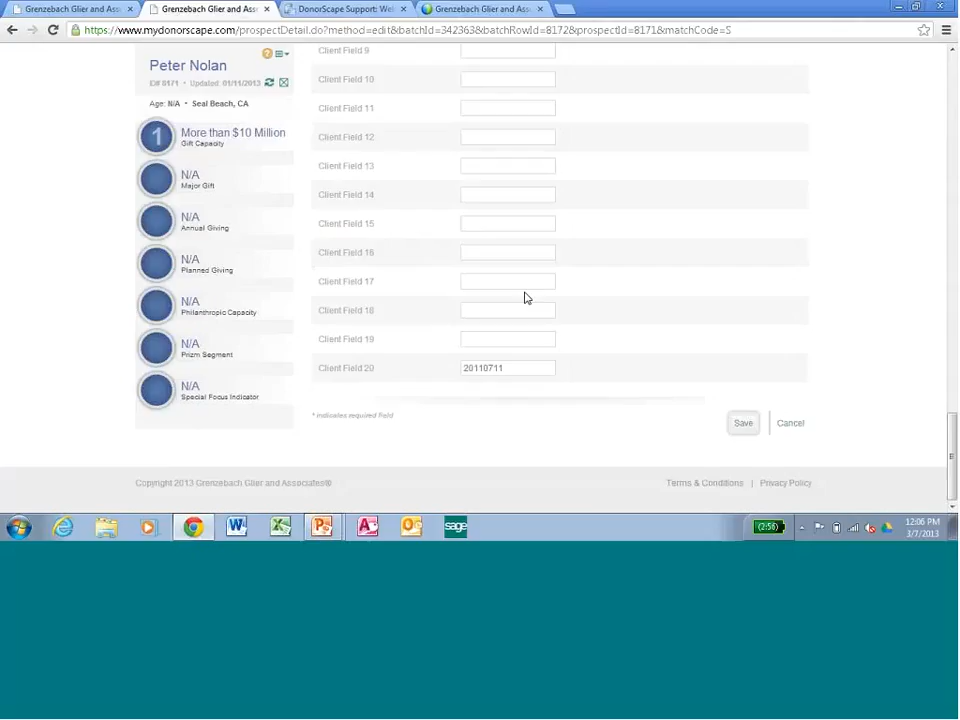 Grenzebach Glier and Ass
Grenzebach Glier and Ass
DonorScape Support: Wel
Grenzebach Glier and Ass
https://www.mydonorscape.com/prospectDetail.do?method=edit&batchId=342363&batchRowId=8172&prospectId=8171&matchCode=S
Peter Nolan
ID# 8171 • Updated: 01/11/2013
Age: N/A • Seal Beach, CA
1
More than $10 Million
Gift Capacity
N/A
Major Gift
N/A
Annual Giving
N/A
Planned Giving
N/A
Philanthropic Capacity
N/A
Prizm Segment
N/A
Special Focus Indicator
Client Field 9
Client Field 10
Client Field 11
Client Field 12
Client Field 13
Client Field 14
Client Field 15
Client Field 16
Client Field 17
Client Field 18
Client Field 19
Client Field 20
20110711
* indicates required field
Save
Cancel
Copyright 2013 Grenzebach Glier and Associates®
Terms & Conditions | Privacy Policy
sage
(2:56)
12:06 PM
3/7/2013